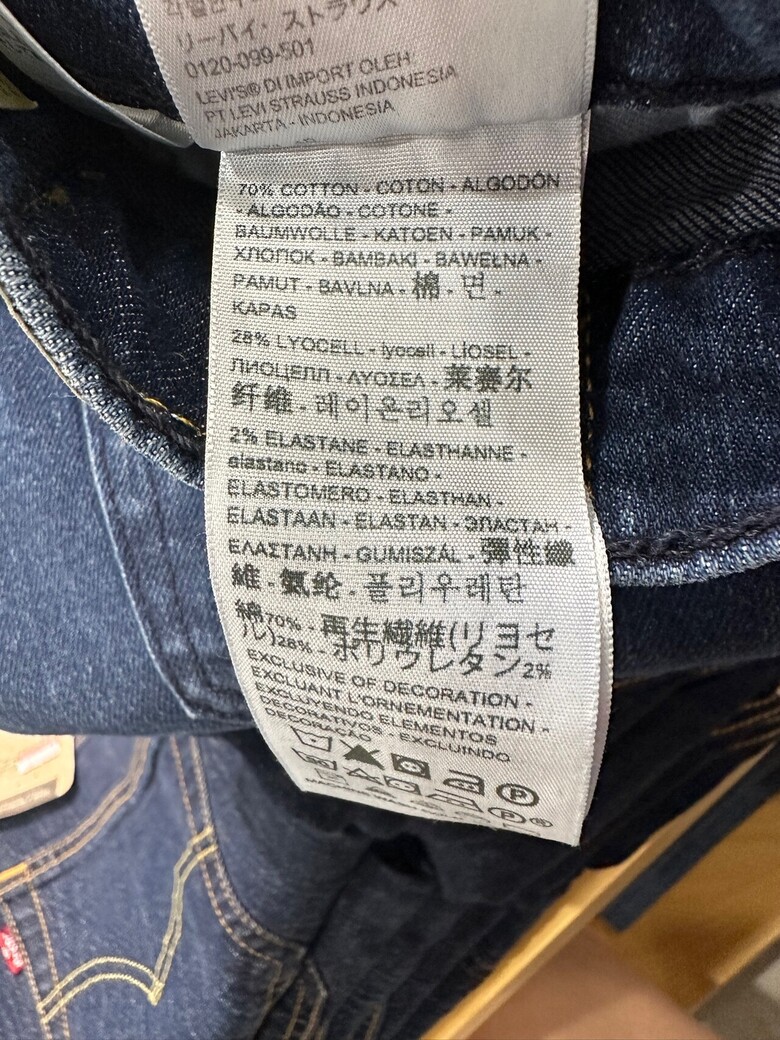 リーバイ・ストラウス
0120-099-501
LEVI'S® DI IMPORT OLEH:
PT LEVI STRAUSS INDONESIA
JAKARTA - INDONESIA
70% COTTON - COTON - ALGODÓN
- ALGODÃO - COTONE -
BAUMWOLLE - KATOEN - PAMUK -
ХЛОПОК - BAMBAKI - BAWEŁNA -
PAMUT - BAVLNA - 棉 - 면 -
KAPAS
28% LYOCELL - lyocell - LİOSEL -
ЛИОЦЕЛЛ - ΛΥΟΣΕΛ - 莱赛尔
纤维 - 레이온리오셀
2% ELASTANE - ELASTHANNE -
elastano - ELASTANO -
ELASTOMERO - ELASTHAN -
ELASTAAN - ELASTAN - ЭЛАСТАН -
ΕΛΑΣΤΑΝΗ - GUMISZÁL - 彈性纖
維 - 氨纶 - 폴리우레탄
綿70% - 再生繊維(リヨセ
ル)28% - ポリウレタン2%
EXCLUSIVE OF DECORATION -
EXCLUANT L'ORNEMENTATION -
EXCLUYENDO ELEMENTOS
DECORATIVOS - EXCLUINDO
DECORAÇÃO
P
P